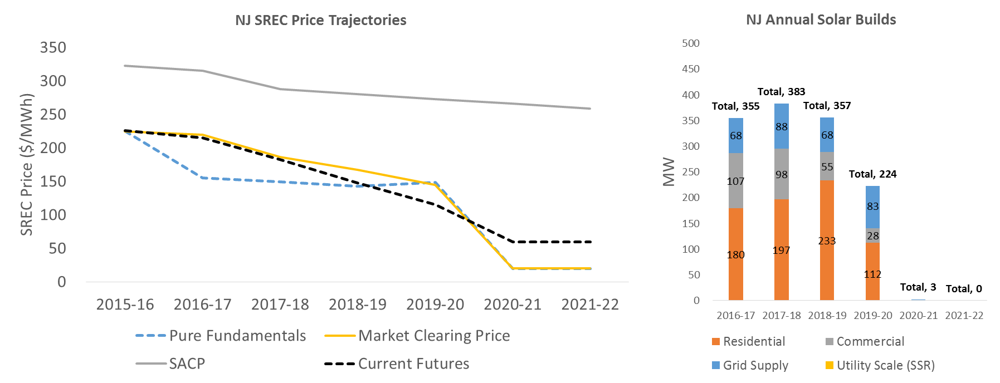 NJ SREC Price Trajectories
SREC Price ($/MWh)
350
300
250
200
150
100
50
0
2015-16 2016-17 2017-18 2018-19 2019-20 2020-21 2021-22
Pure Fundamentals Market Clearing Price
SACP Current Futures
NJ Annual Solar Builds
MW
500
450
400
350
300
250
200
150
100
50
0
Total, 355
68
107
180
Total, 383
88
98
197
Total, 357
68
55
233
Total, 224
83
28
112
Total, 3
Total, 0
2016-17 2017-18 2018-19 2019-20 2020-21 2021-22
Residential Commercial
Grid Supply Utility Scale (SSR)